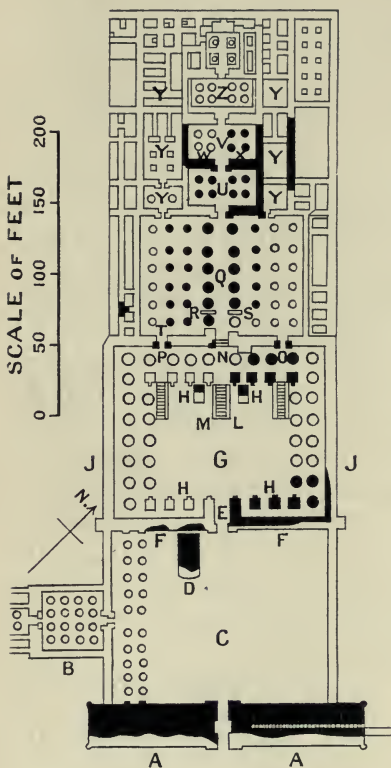 SCALE OF FEET
200
150
100
50
0
Y Z Y
V
Y W X Y
U
Y Y
Q
R S
T
P N O
H H
M L
G
J J
H H
E
N.
F F
D
C
B
A A